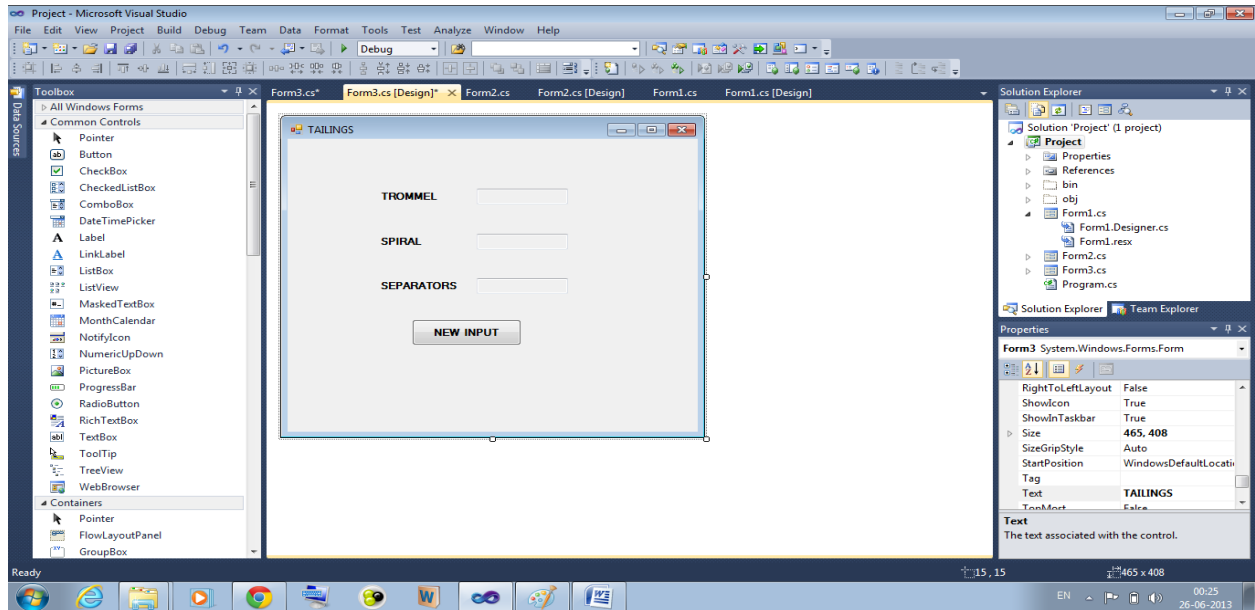 Project - Microsoft Visual Studio
File Edit View Project Build Debug Team Data Format Tools Test Analyze Window Help
Debug
Data Sources
Toolbox
All Windows Forms
Common Controls
Pointer
Button
CheckBox
CheckedListBox
ComboBox
DateTimePicker
A Label
A LinkLabel
ListBox
ListView
MaskedTextBox
MonthCalendar
NotifyIcon
NumericUpDown
PictureBox
ProgressBar
RadioButton
RichTextBox
TextBox
ToolTip
TreeView
WebBrowser
Containers
Pointer
FlowLayoutPanel
GroupBox
Form3.cs* Form3.cs [Design]* Form2.cs Form2.cs [Design] Form1.cs Form1.cs [Design]
TAILINGS
TROMMEL
SPIRAL
SEPARATORS
NEW INPUT
Solution Explorer
Solution 'Project' (1 project)
Project
Properties
References
bin
obj
Form1.cs
Form1.Designer.cs
Form1.resx
Form2.cs
Form3.cs
Program.cs
Solution Explorer Team Explorer
Properties
Form3 System.Windows.Forms.Form
RightToLeftLayout False
ShowIcon True
ShowInTaskbar True
Size 465, 408
SizeGripStyle Auto
StartPosition WindowsDefaultLocati
Tag
Text TAILINGS
TopMost False
Text
The text associated with the control.
Ready 15 , 15 465 x 408
EN 00:25
26-06-2013